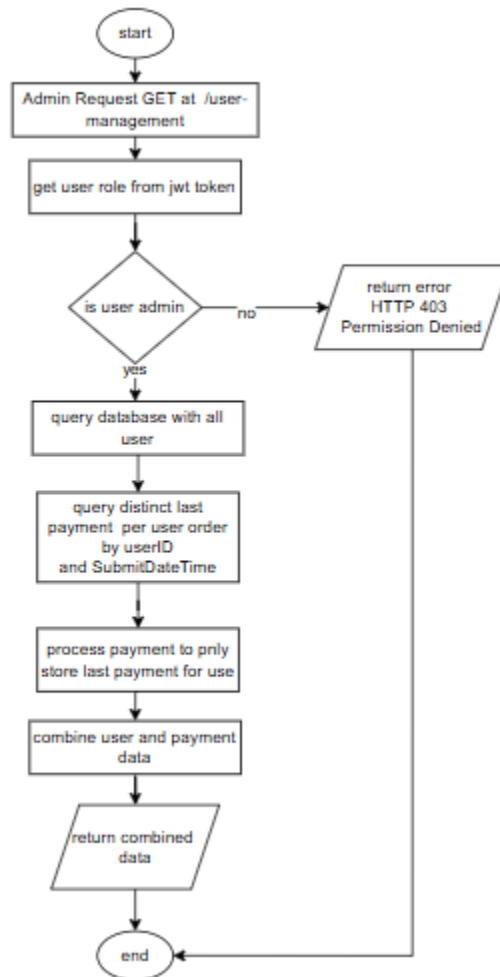 start
Admin Request GET at /user-
management
get user role from jwt token
is user admin
no
return error
HTTP 403
Permission Denied
yes
query database with all
user
query distinct last
payment per user order
by userID
and SubmitDateTime
process payment to pnly
store last payment for use
combine user and payment
data
return combined
data
end